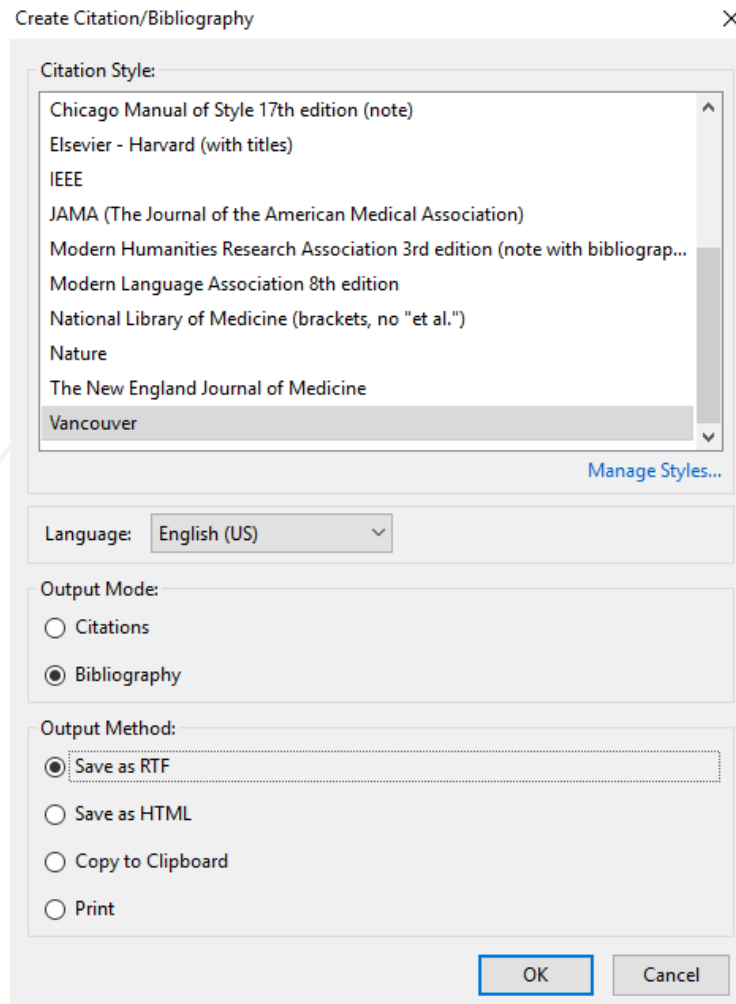 Create Citation/Bibliography
Citation Style:
Chicago Manual of Style 17th edition (note)
Elsevier - Harvard (with titles)
IEEE
JAMA (The Journal of the American Medical Association)
Modern Humanities Research Association 3rd edition (note with bibliograp...
Modern Language Association 8th edition
National Library of Medicine (brackets, no "et al.")
Nature
The New England Journal of Medicine
Vancouver
Manage Styles...
Language: English (US)
Output Mode:
Citations
Bibliography
Output Method:
Save as RTF
Save as HTML
Copy to Clipboard
Print
OK Cancel